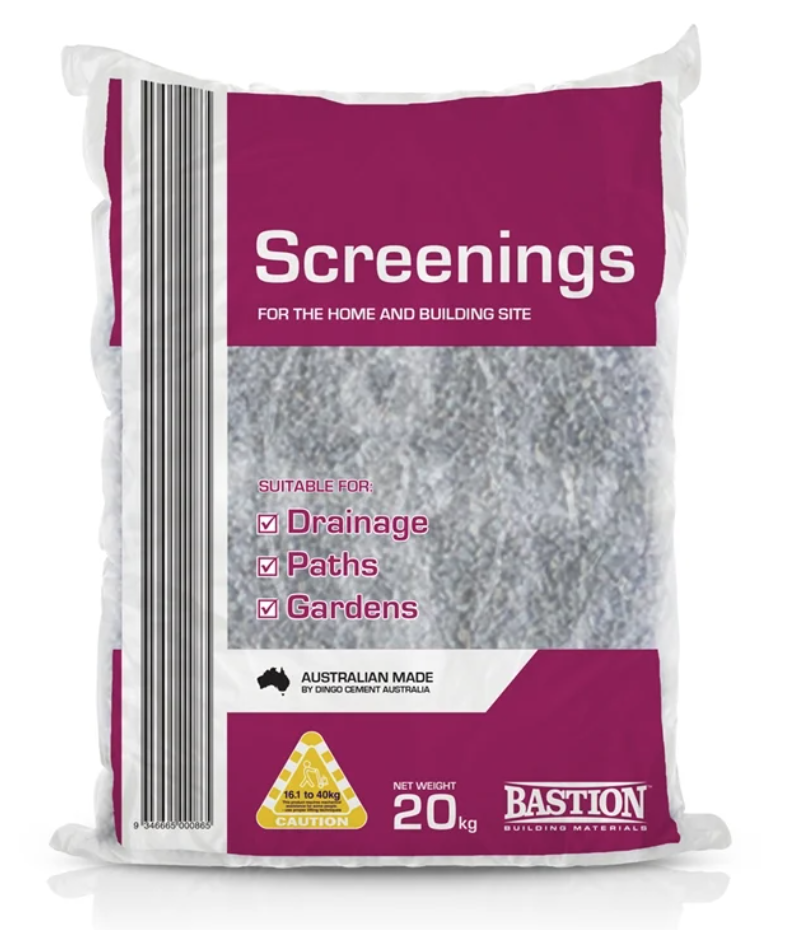 Screenings
FOR THE HOME AND BUILDING SITE
SUITABLE FOR:
Drainage
Paths
Gardens
AUSTRALIAN MADE
BY DINGO CEMENT AUSTRALIA
16.1 to 40kg
CAUTION
NET WEIGHT
20kg
BASTION™
BUILDING MATERIALS
9 346665 000865